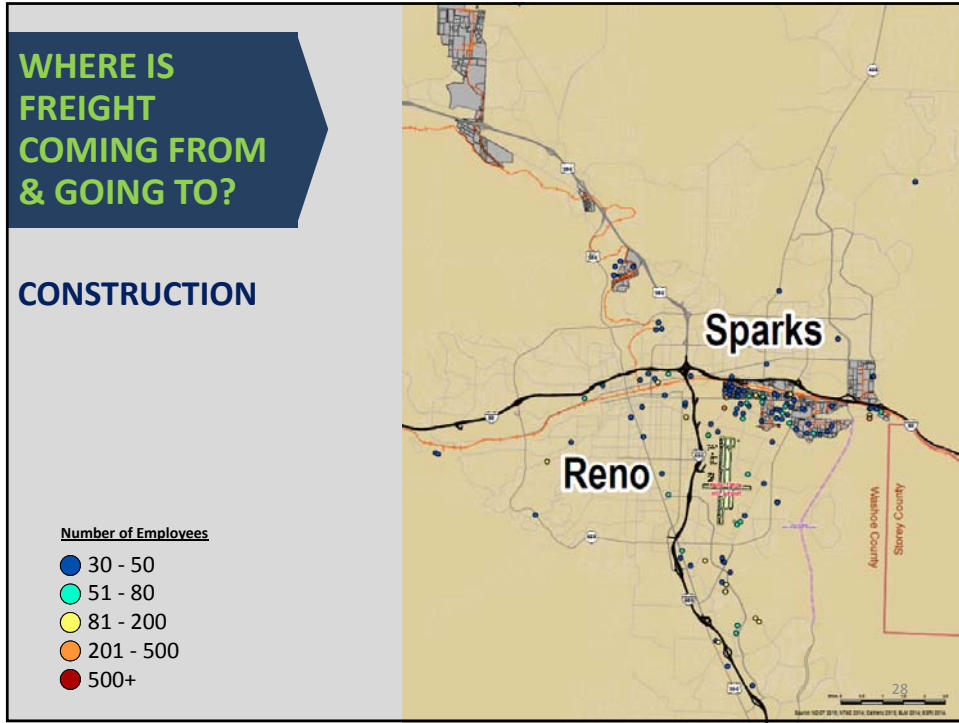 WHERE IS
FREIGHT
COMING FROM
& GOING TO?
CONSTRUCTION
Number of Employees
30 - 50
51 - 80
81 - 200
201 - 500
500+
Sparks
Reno
Washoe County
Storey County
28